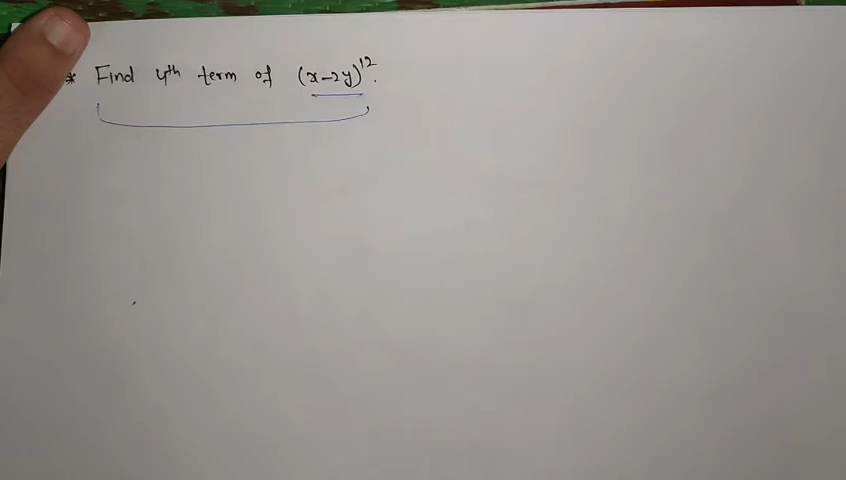 * Find 4th term of (x-2y)¹².